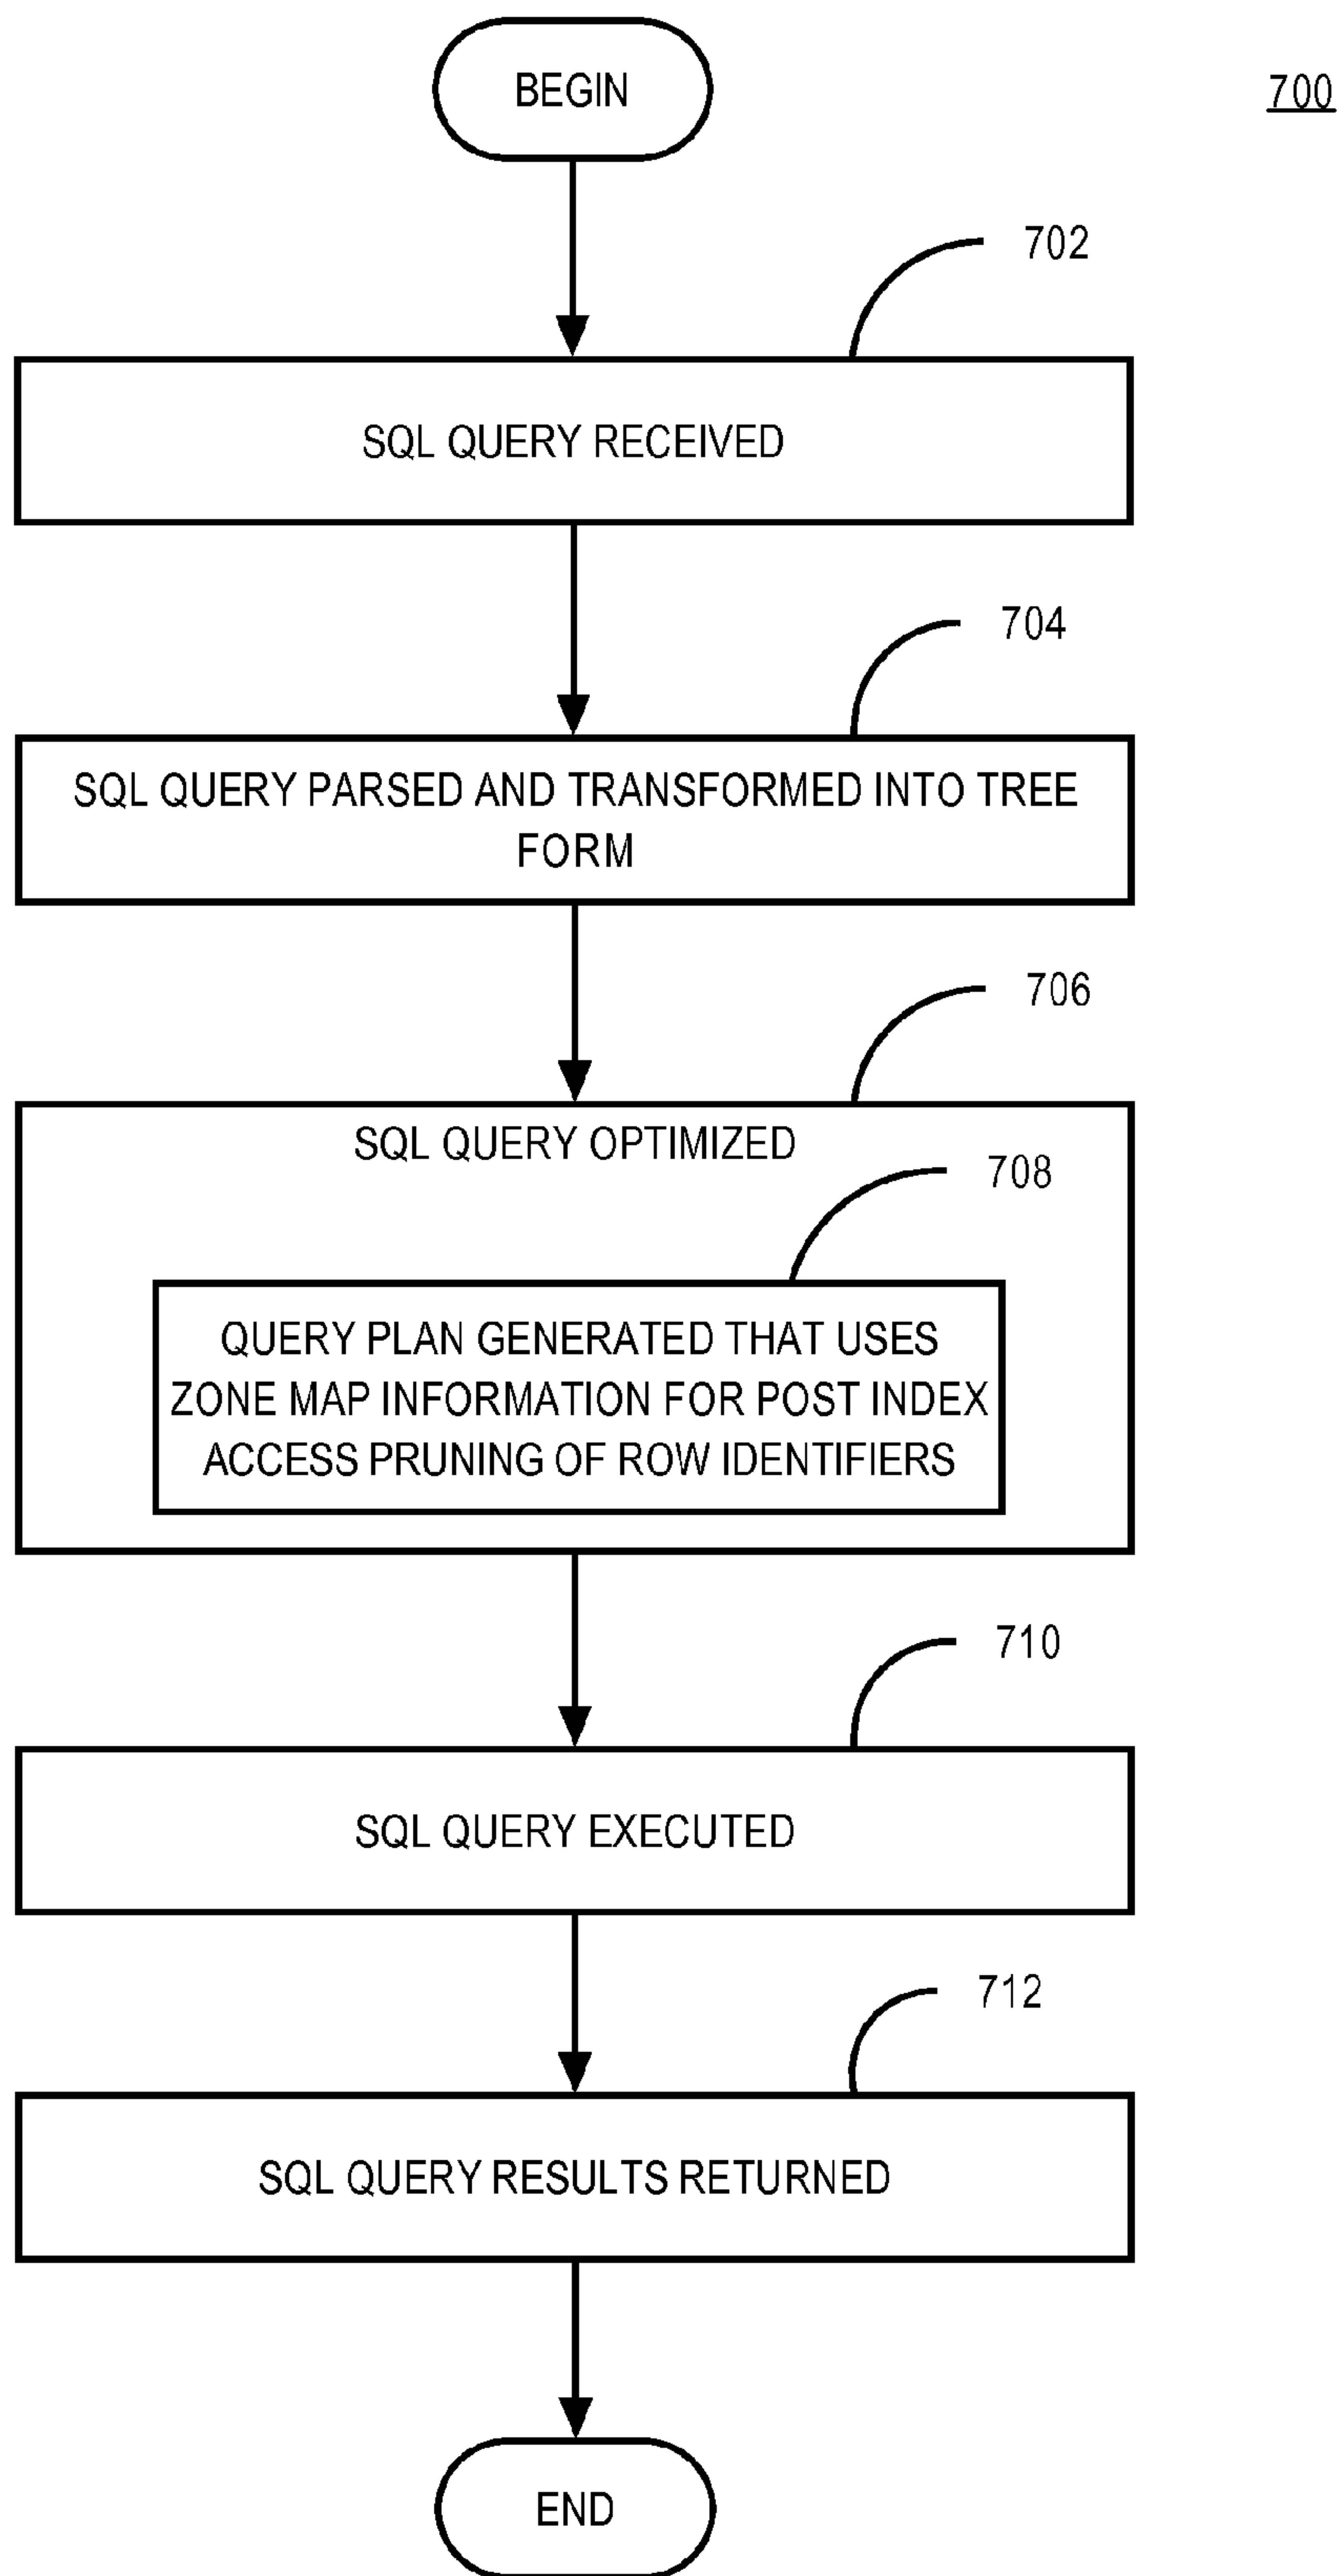 BEGIN
700
702
SQL QUERY RECEIVED
704
SQL QUERY PARSED AND TRANSFORMED INTO TREE
FORM
706
SQL QUERY OPTIMIZED
708
QUERY PLAN GENERATED THAT USES
ZONE MAP INFORMATION FOR POST INDEX
ACCESS PRUNING OF ROW IDENTIFIERS
710
SQL QUERY EXECUTED
712
SQL QUERY RESULTS RETURNED
END